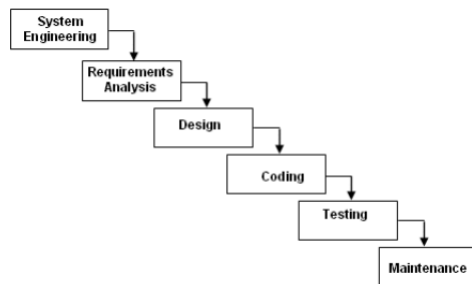 System
Engineering
Requirements
Analysis
Design
Coding
Testing
Maintenance